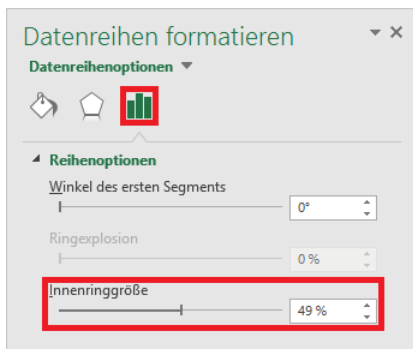 Datenreihen formatieren
Datenreihenoptionen
Reihenoptionen
Winkel des ersten Segments
0°
Ringexplosion
0 %
Innenringgröße
49 %